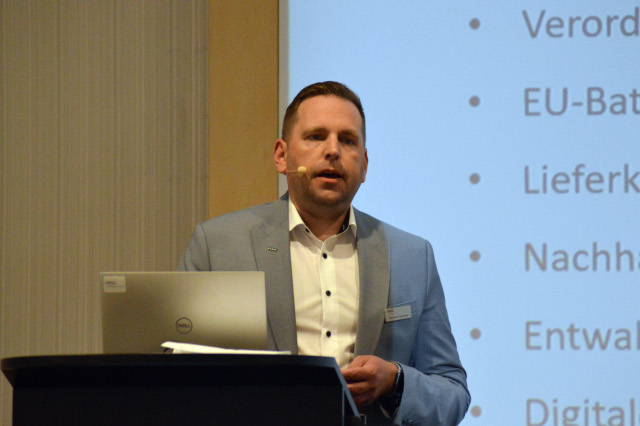 • Verord
• EU-Bat
• Lieferk
• Nachha
• Entwal
• Digital
DELL